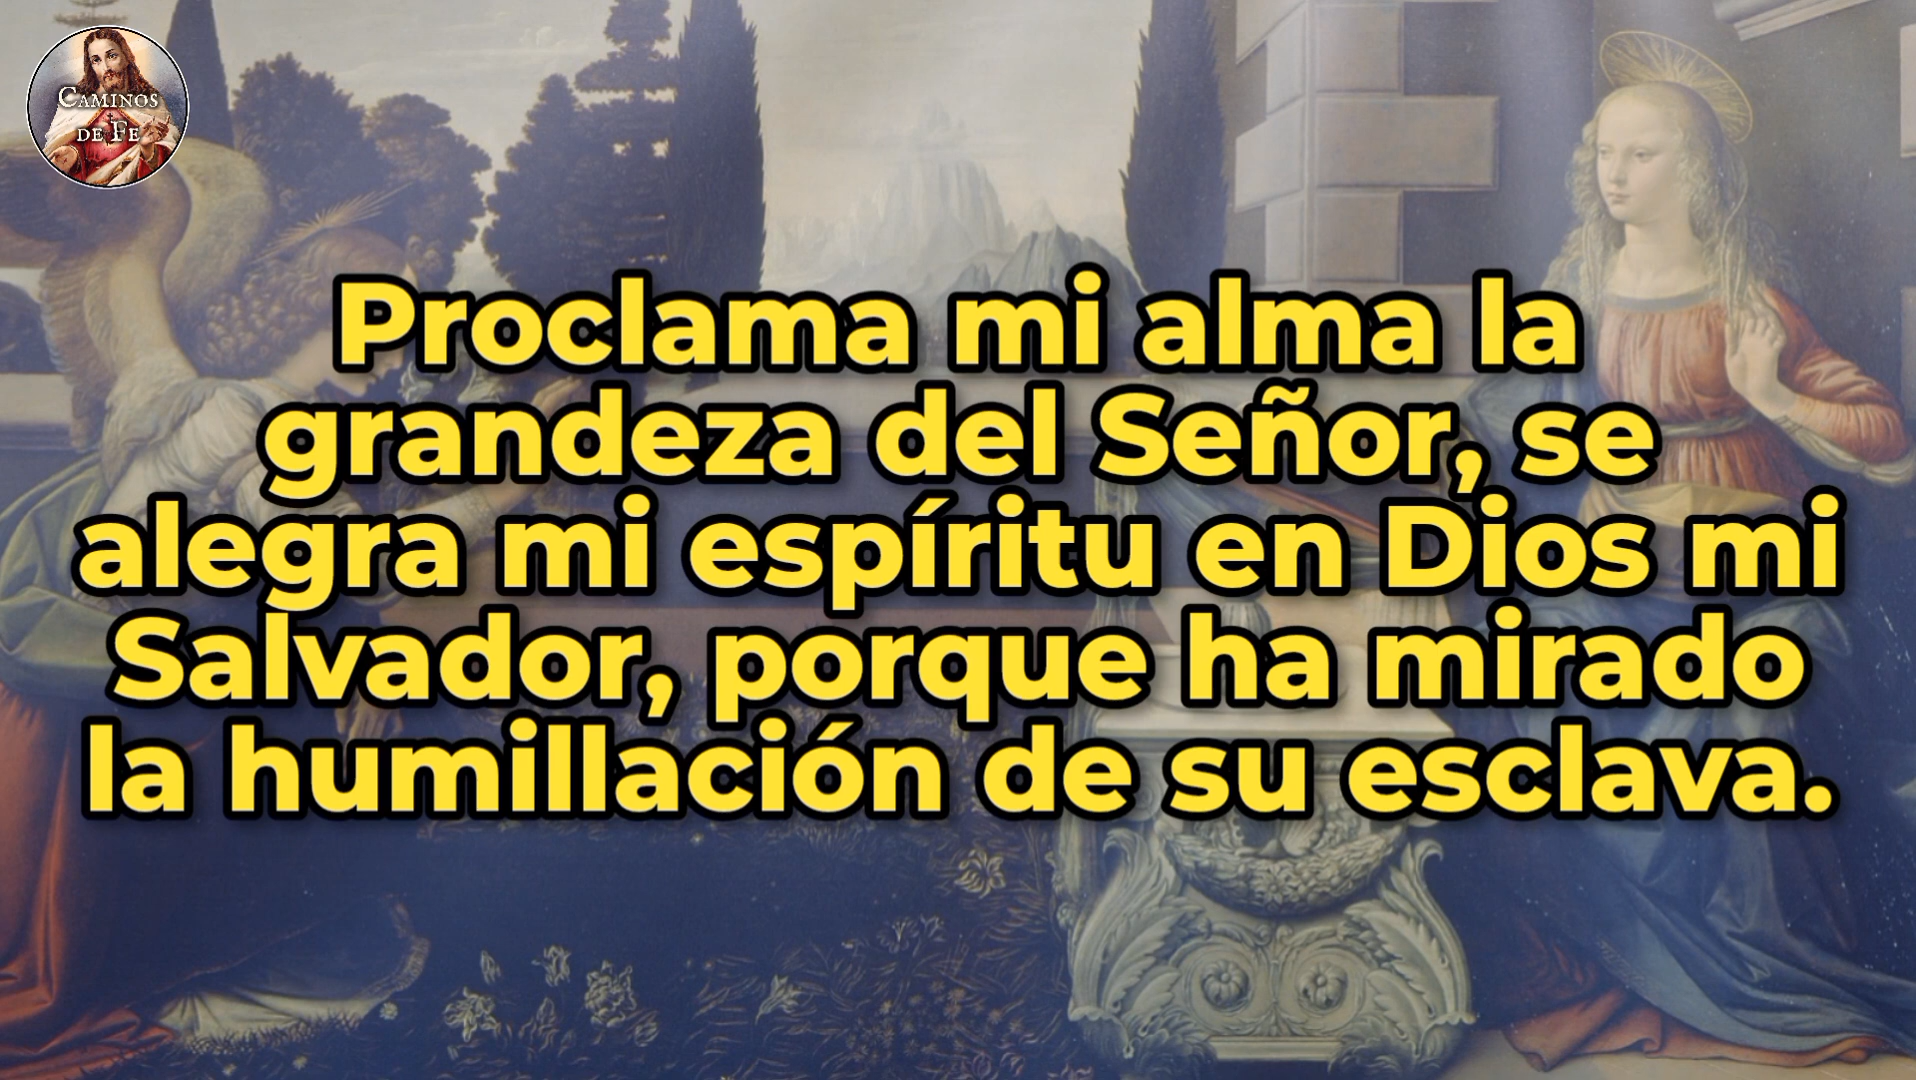 CAMINOS
DE FE
Proclama mi alma la
grandeza del Señor, se
alegra mi espíritu en Dios mi
Salvador, porque ha mirado
la humillación de su esclava.